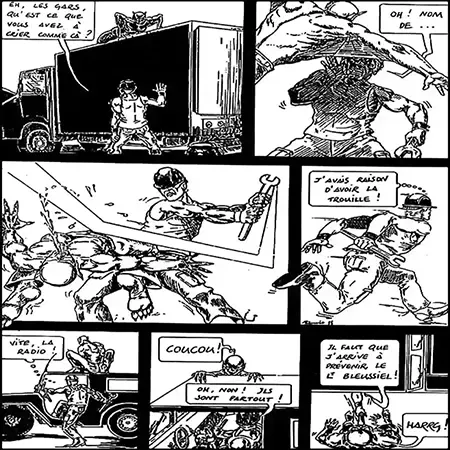 EH, LES GARS,
QU'EST CE QUE
VOUS AVEZ À
CRIER COMME ÇÀ ?
OH ! NOM
DE ...
J'AVAIS RAISON
D'AVOIR LA
TROUILLE !
VITE, LA
RADIO !
COUCOU !
OH, NON ! ILS
SONT PARTOUT !
IL FAUT QUE
J'ARRIVE À
PRÉVENIR LE
Lt BLEUSSIEL !
HARRG !